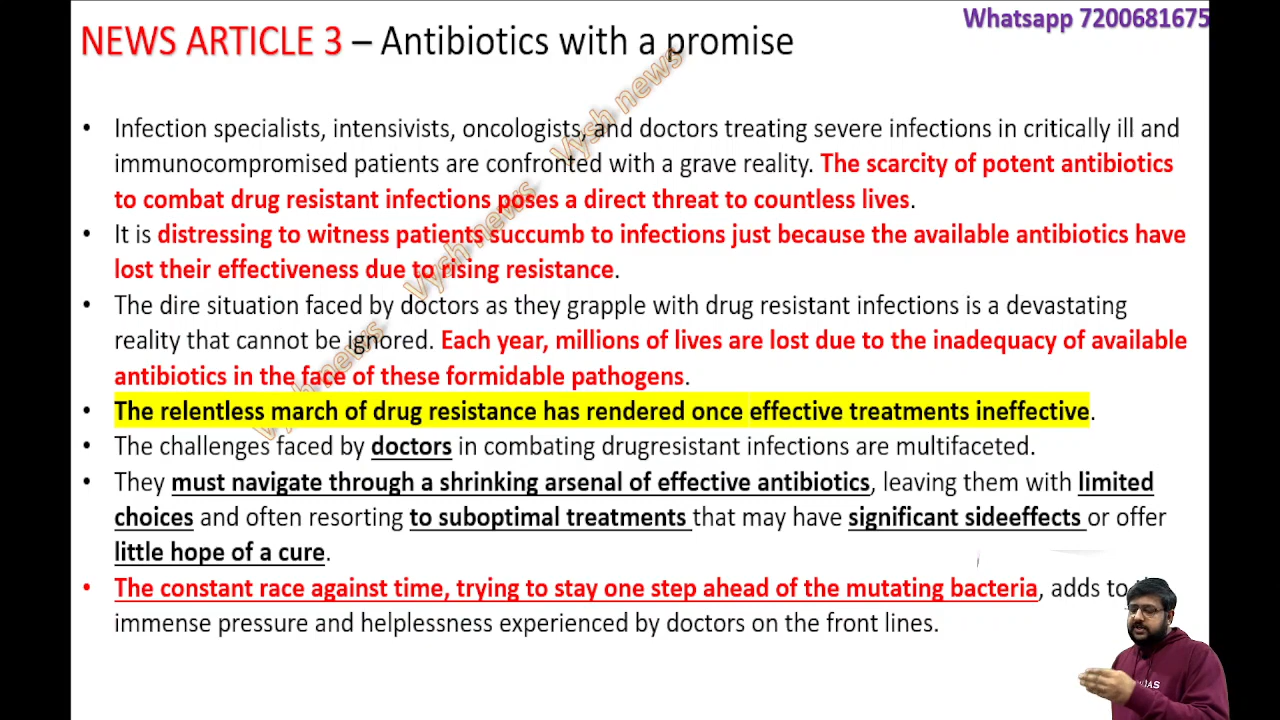 Whatsapp 7200681675
NEWS ARTICLE 3 – Antibiotics with a promise
• Infection specialists, intensivists, oncologists, and doctors treating severe infections in critically ill and
immunocompromised patients are confronted with a grave reality. The scarcity of potent antibiotics
to combat drug resistant infections poses a direct threat to countless lives.
• It is distressing to witness patients succumb to infections just because the available antibiotics have
lost their effectiveness due to rising resistance.
• The dire situation faced by doctors as they grapple with drug resistant infections is a devastating
reality that cannot be ignored. Each year, millions of lives are lost due to the inadequacy of available
antibiotics in the face of these formidable pathogens.
• The relentless march of drug resistance has rendered once effective treatments ineffective.
• The challenges faced by doctors in combating drugresistant infections are multifaceted.
• They must navigate through a shrinking arsenal of effective antibiotics, leaving them with limited
choices and often resorting to suboptimal treatments that may have significant sideeffects or offer
little hope of a cure.
• The constant race against time, trying to stay one step ahead of the mutating bacteria, adds to
immense pressure and helplessness experienced by doctors on the front lines.
Vysh news
Vysh news
Vysh news